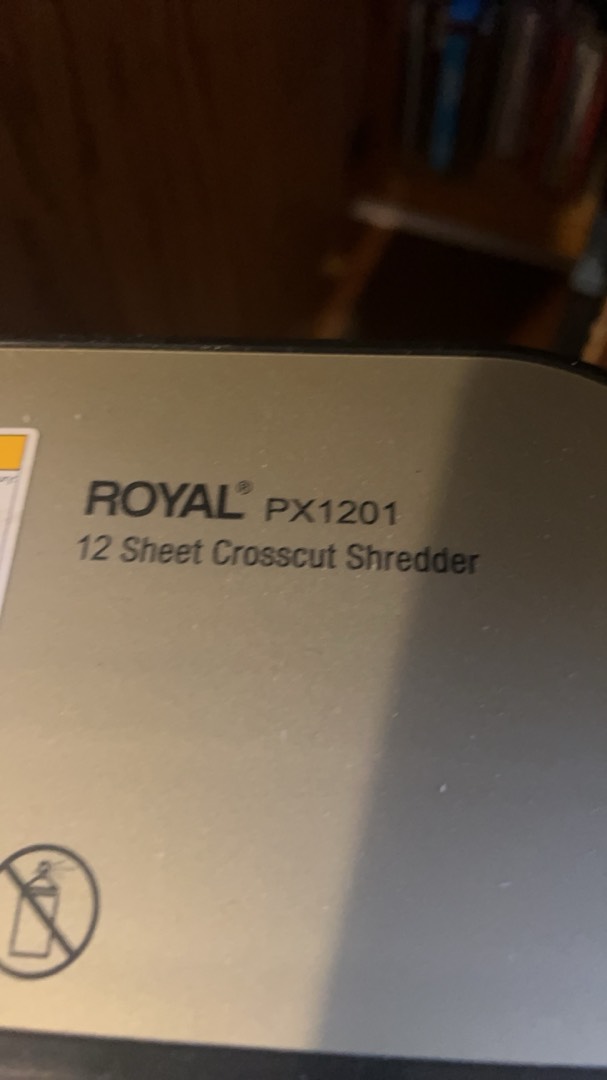 ROYAL® PX1201
12 Sheet Crosscut Shredder